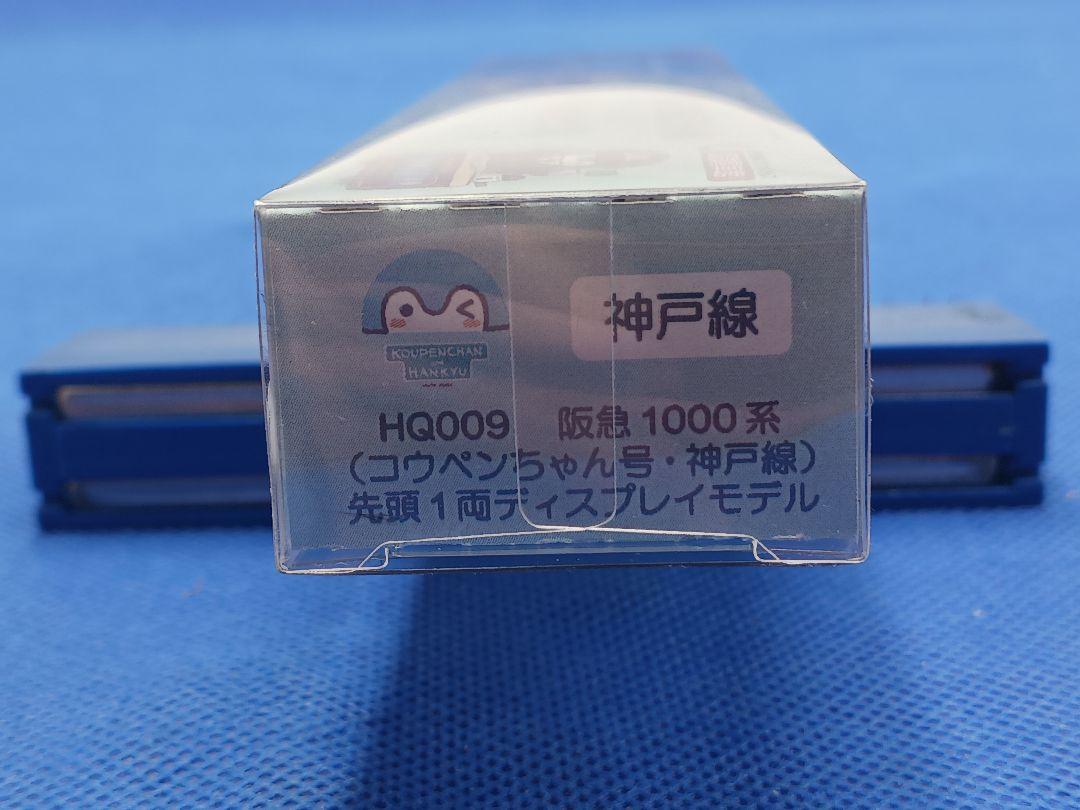 神戸線
KOUPENCHAN
HANKYU
HQ009 阪急1000系
(コウペンちゃん号・神戸線)
先頭1両ディスプレイモデル